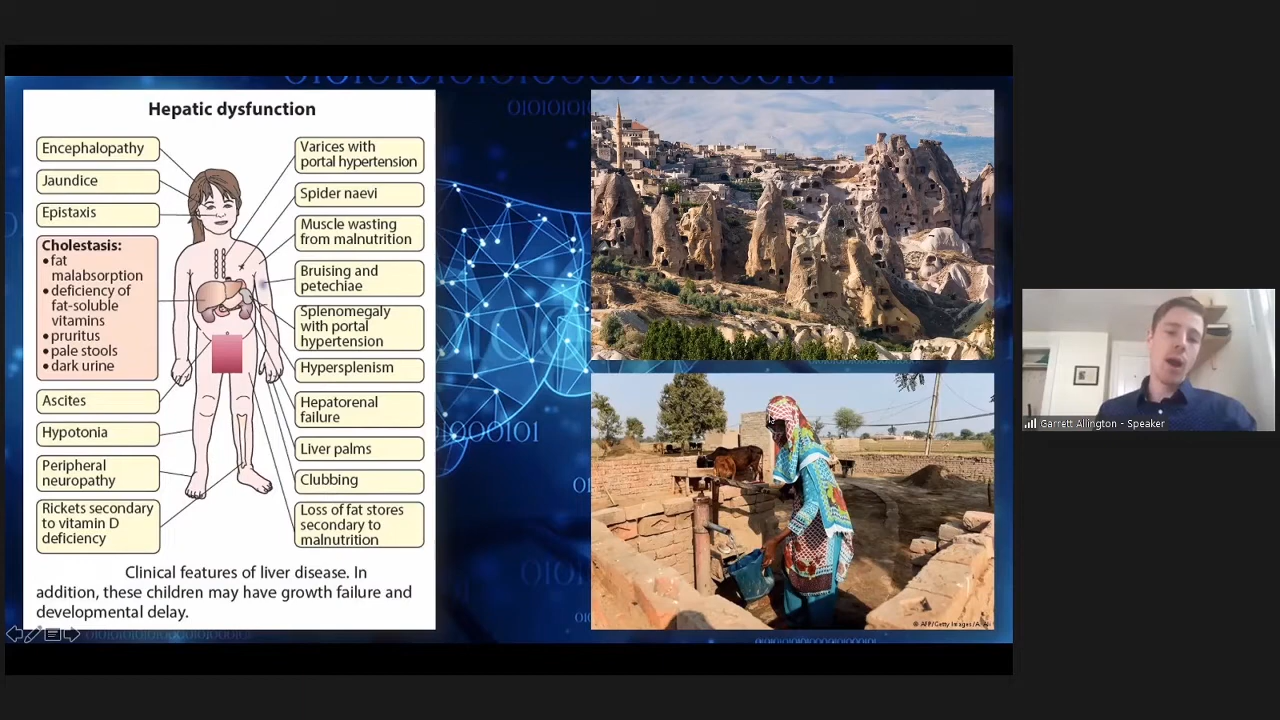 Hepatic dysfunction
Encephalopathy
Jaundice
Epistaxis
Cholestasis:
• fat
malabsorption
• deficiency of
fat-soluble
vitamins
• pruritus
• pale stools
• dark urine
Ascites
Hypotonia
Peripheral
neuropathy
Rickets secondary
to vitamin D
deficiency
Varices with
portal hypertension
Spider naevi
Muscle wasting
from malnutrition
Bruising and
petechiae
Splenomegaly
with portal
hypertension
Hypersplenism
Hepatorenal
failure
Liver palms
Clubbing
Loss of fat stores
secondary to
malnutrition
Clinical features of liver disease. In
addition, these children may have growth failure and
developmental delay.
1000101
© AFP/Getty Images/A. Ali
Garrett Allington - Speaker